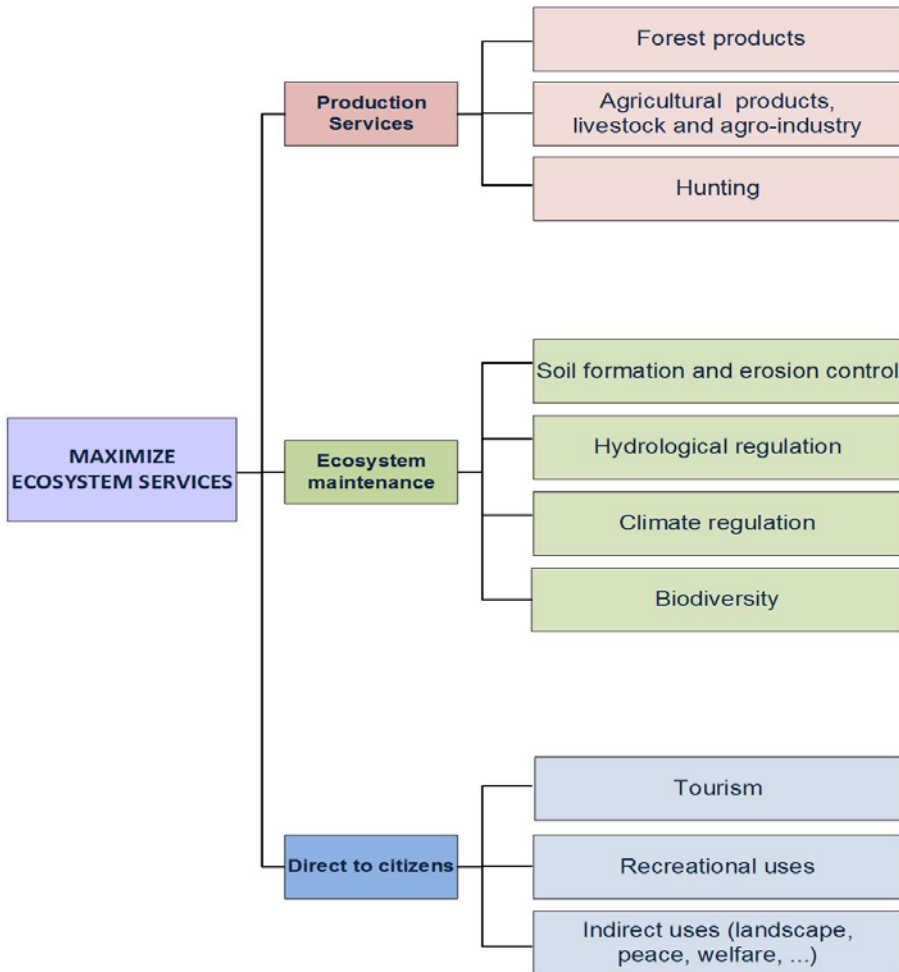 Forest products
Production
Services
Agricultural products,
livestock and agro-industry
Hunting
Soil formation and erosion control
MAXIMIZE
ECOSYSTEM SERVICES
Ecosystem
maintenance
Hydrological regulation
Climate regulation
Biodiversity
Tourism
Direct to citizens
Recreational uses
Indirect uses (landscape,
peace, welfare, ...)